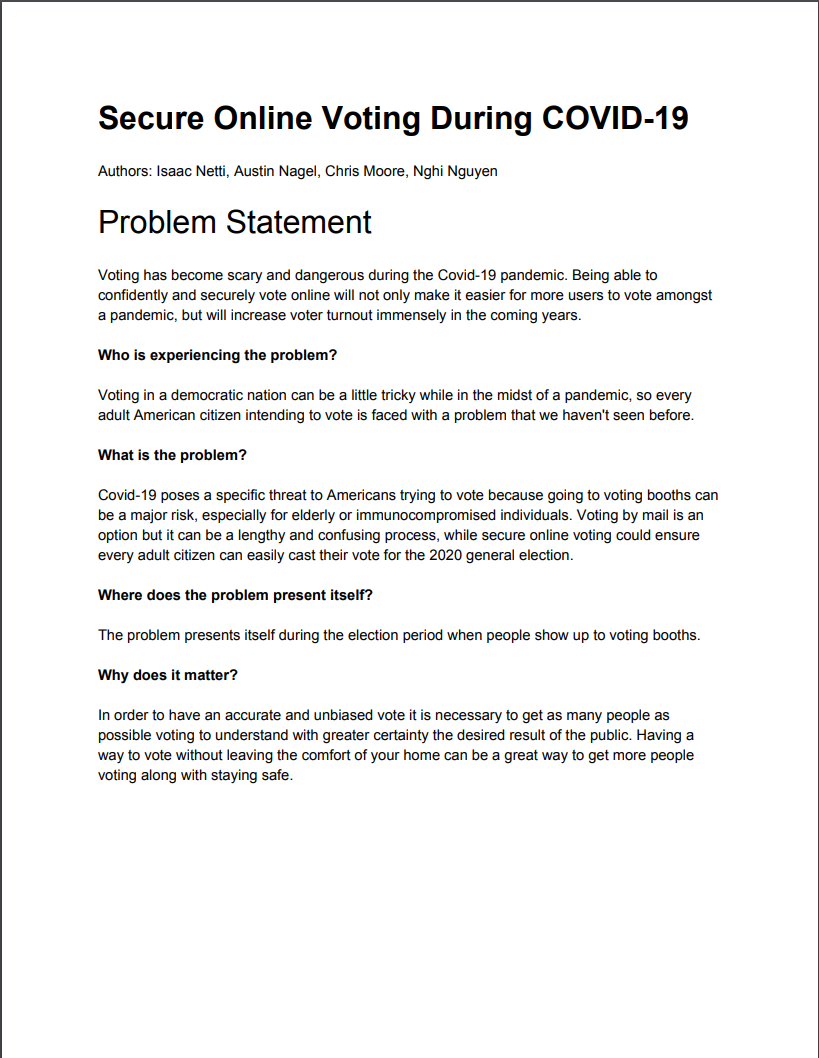 Secure Online Voting During COVID-19
Authors: Isaac Netti, Austin Nagel, Chris Moore, Nghi Nguyen
Problem Statement
Voting has become scary and dangerous during the Covid-19 pandemic. Being able to
confidently and securely vote online will not only make it easier for more users to vote amongst
a pandemic, but will increase voter turnout immensely in the coming years.
Who is experiencing the problem?
Voting in a democratic nation can be a little tricky while in the midst of a pandemic, so every
adult American citizen intending to vote is faced with a problem that we haven't seen before.
What is the problem?
Covid-19 poses a specific threat to Americans trying to vote because going to voting booths can
be a major risk, especially for elderly or immunocompromised individuals. Voting by mail is an
option but it can be a lengthy and confusing process, while secure online voting could ensure
every adult citizen can easily cast their vote for the 2020 general election.
Where does the problem present itself?
The problem presents itself during the election period when people show up to voting booths.
Why does it matter?
In order to have an accurate and unbiased vote it is necessary to get as many people as
possible voting to understand with greater certainty the desired result of the public. Having a
way to vote without leaving the comfort of your home can be a great way to get more people
voting along with staying safe.